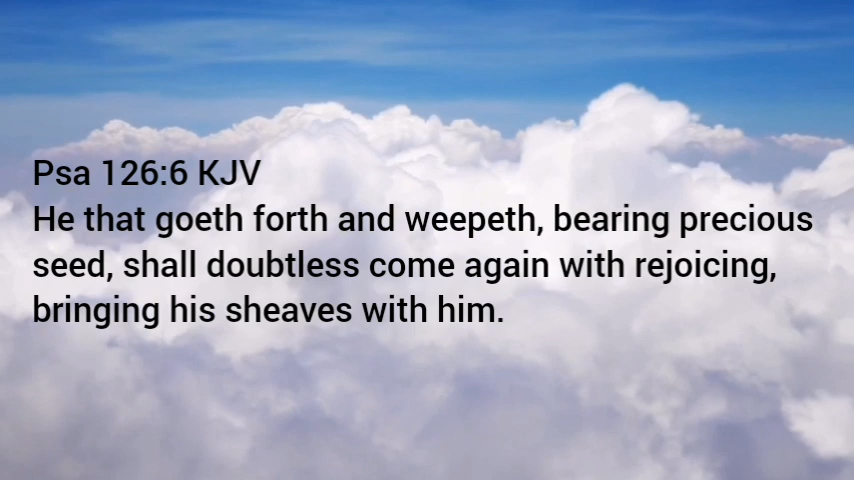 Psa 126:6 KJV
He that goeth forth and weepeth, bearing precious
seed, shall doubtless come again with rejoicing,
bringing his sheaves with him.